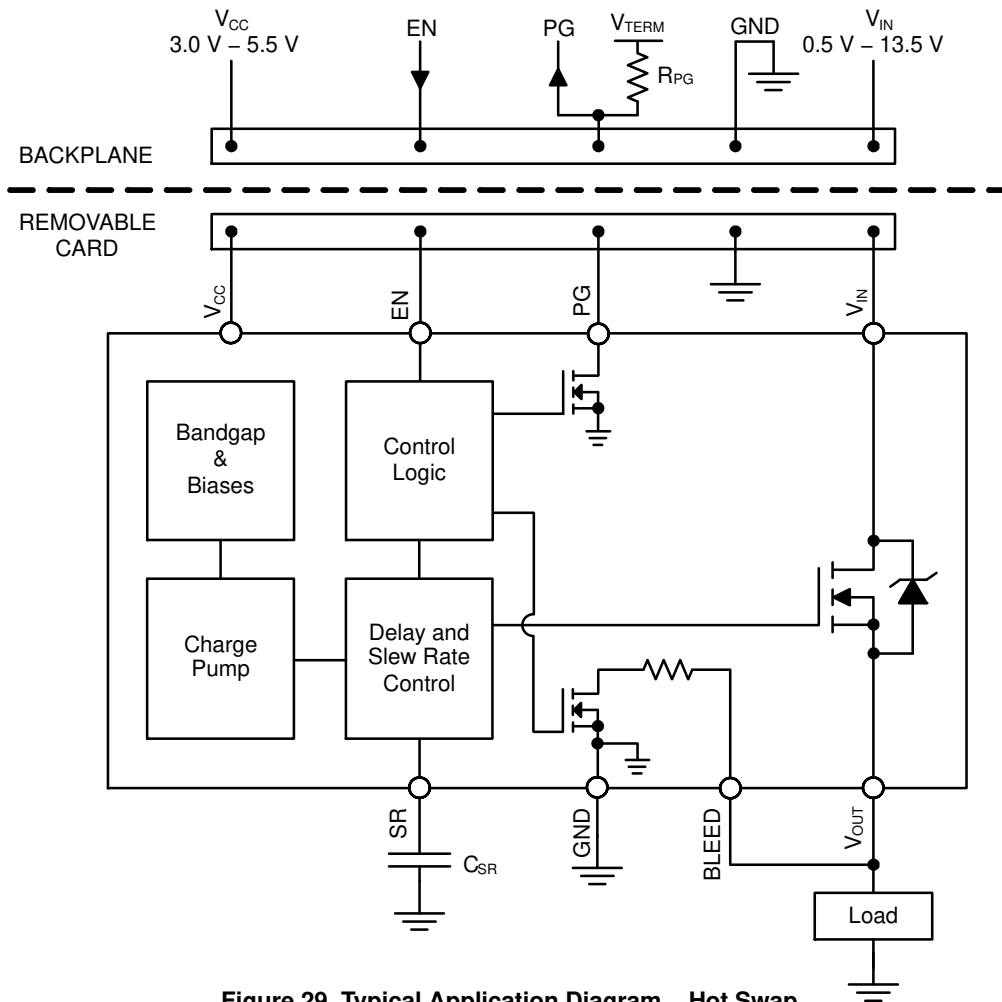 VCC
3.0 V – 5.5 V
EN
PG
VTERM
RPG
GND
VIN
0.5 V – 13.5 V
BACKPLANE
REMOVABLE
CARD
VCC
EN
PG
VIN
Bandgap
&
Biases
Control
Logic
Charge
Pump
Delay and
Slew Rate
Control
SR
GND
BLEED
VOUT
CSR
Load
Figure 29. Typical Application Diagram – Hot Swap